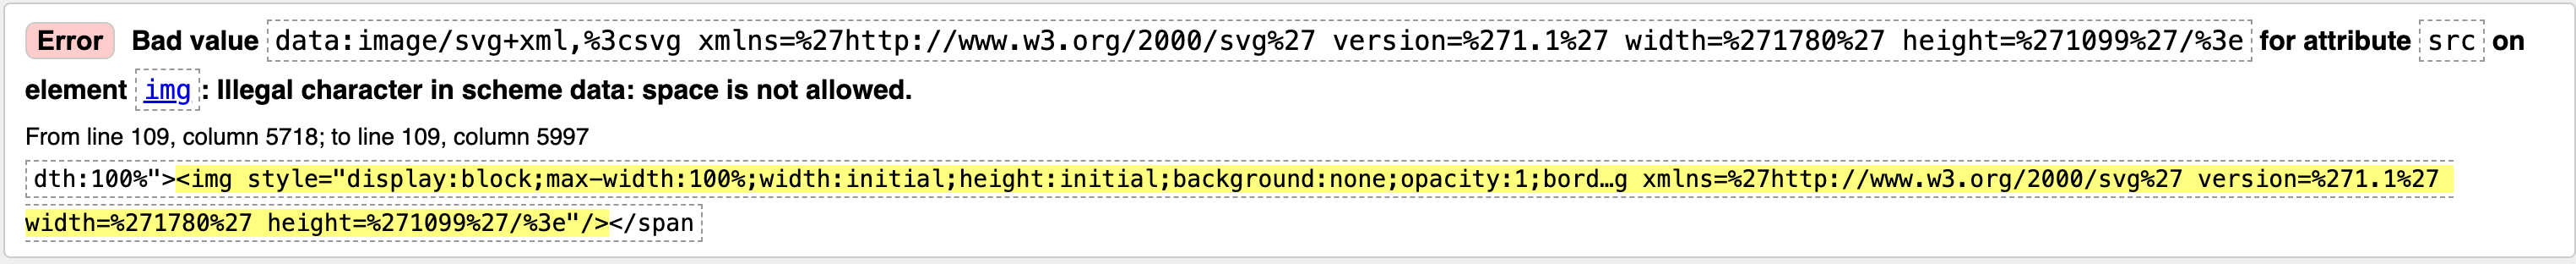 Error Bad value data:image/svg+xml,%3csvg xmlns=%27http://www.w3.org/2000/svg%27 version=%271.1%27 width=%271780%27 height=%271099%27/%3e for attribute src on
element img: Illegal character in scheme data: space is not allowed.
From line 109, column 5718; to line 109, column 5997
dth:100%"><img style="display:block;max-width:100%;width:initial;height:initial;background:none;opacity:1;bord…g xmlns=%27http://www.w3.org/2000/svg%27 version=%271.1%27
width=%271780%27 height=%271099%27/%3e"/></span